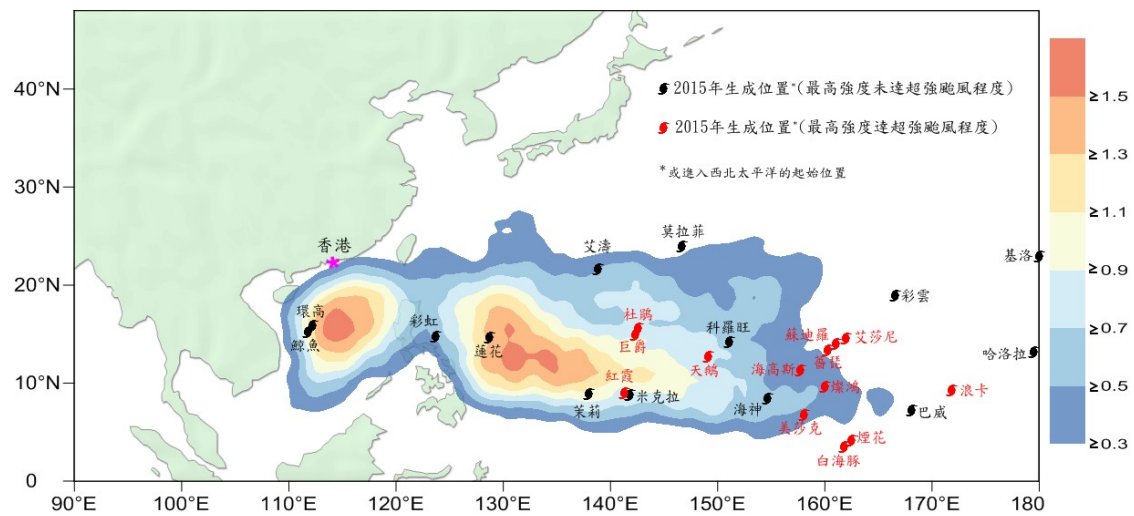 40°N
30°N
20°N
10°N
0
90°E
100°E
110°E
120°E
130°E
140°E
150°E
160°E
170°E
180
2015年生成位置*(最高強度未達超強颱風程度)
2015年生成位置*(最高強度達超強颱風程度)
*或進入西北太平洋的起始位置
香港
艾濤
莫拉菲
基洛
彩雲
環高
鯨魚
彩虹
蓮花
杜鵑
巨爵
科羅旺
天鵝
蘇迪羅
艾莎尼
薔琵
哈洛拉
海高斯
燦鴻
浪卡
紅霞
米克拉
茉莉
海神
美莎克
巴威
煙花
白海豚
≥1.5
≥1.3
≥1.1
≥0.9
≥0.7
≥0.5
≥0.3